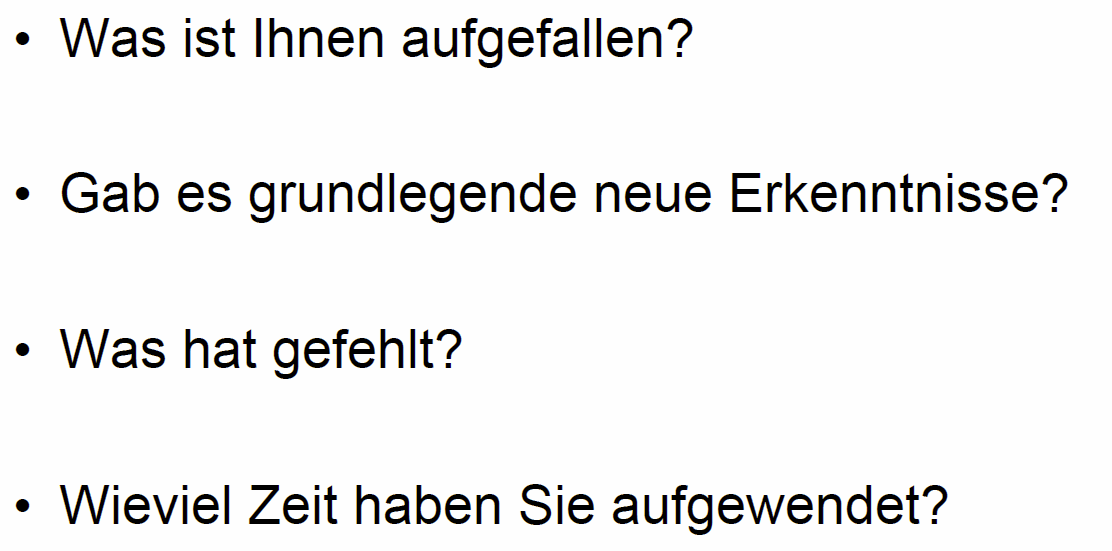 • Was ist Ihnen aufgefallen?
• Gab es grundlegende neue Erkenntnisse?
• Was hat gefehlt?
• Wieviel Zeit haben Sie aufgewendet?